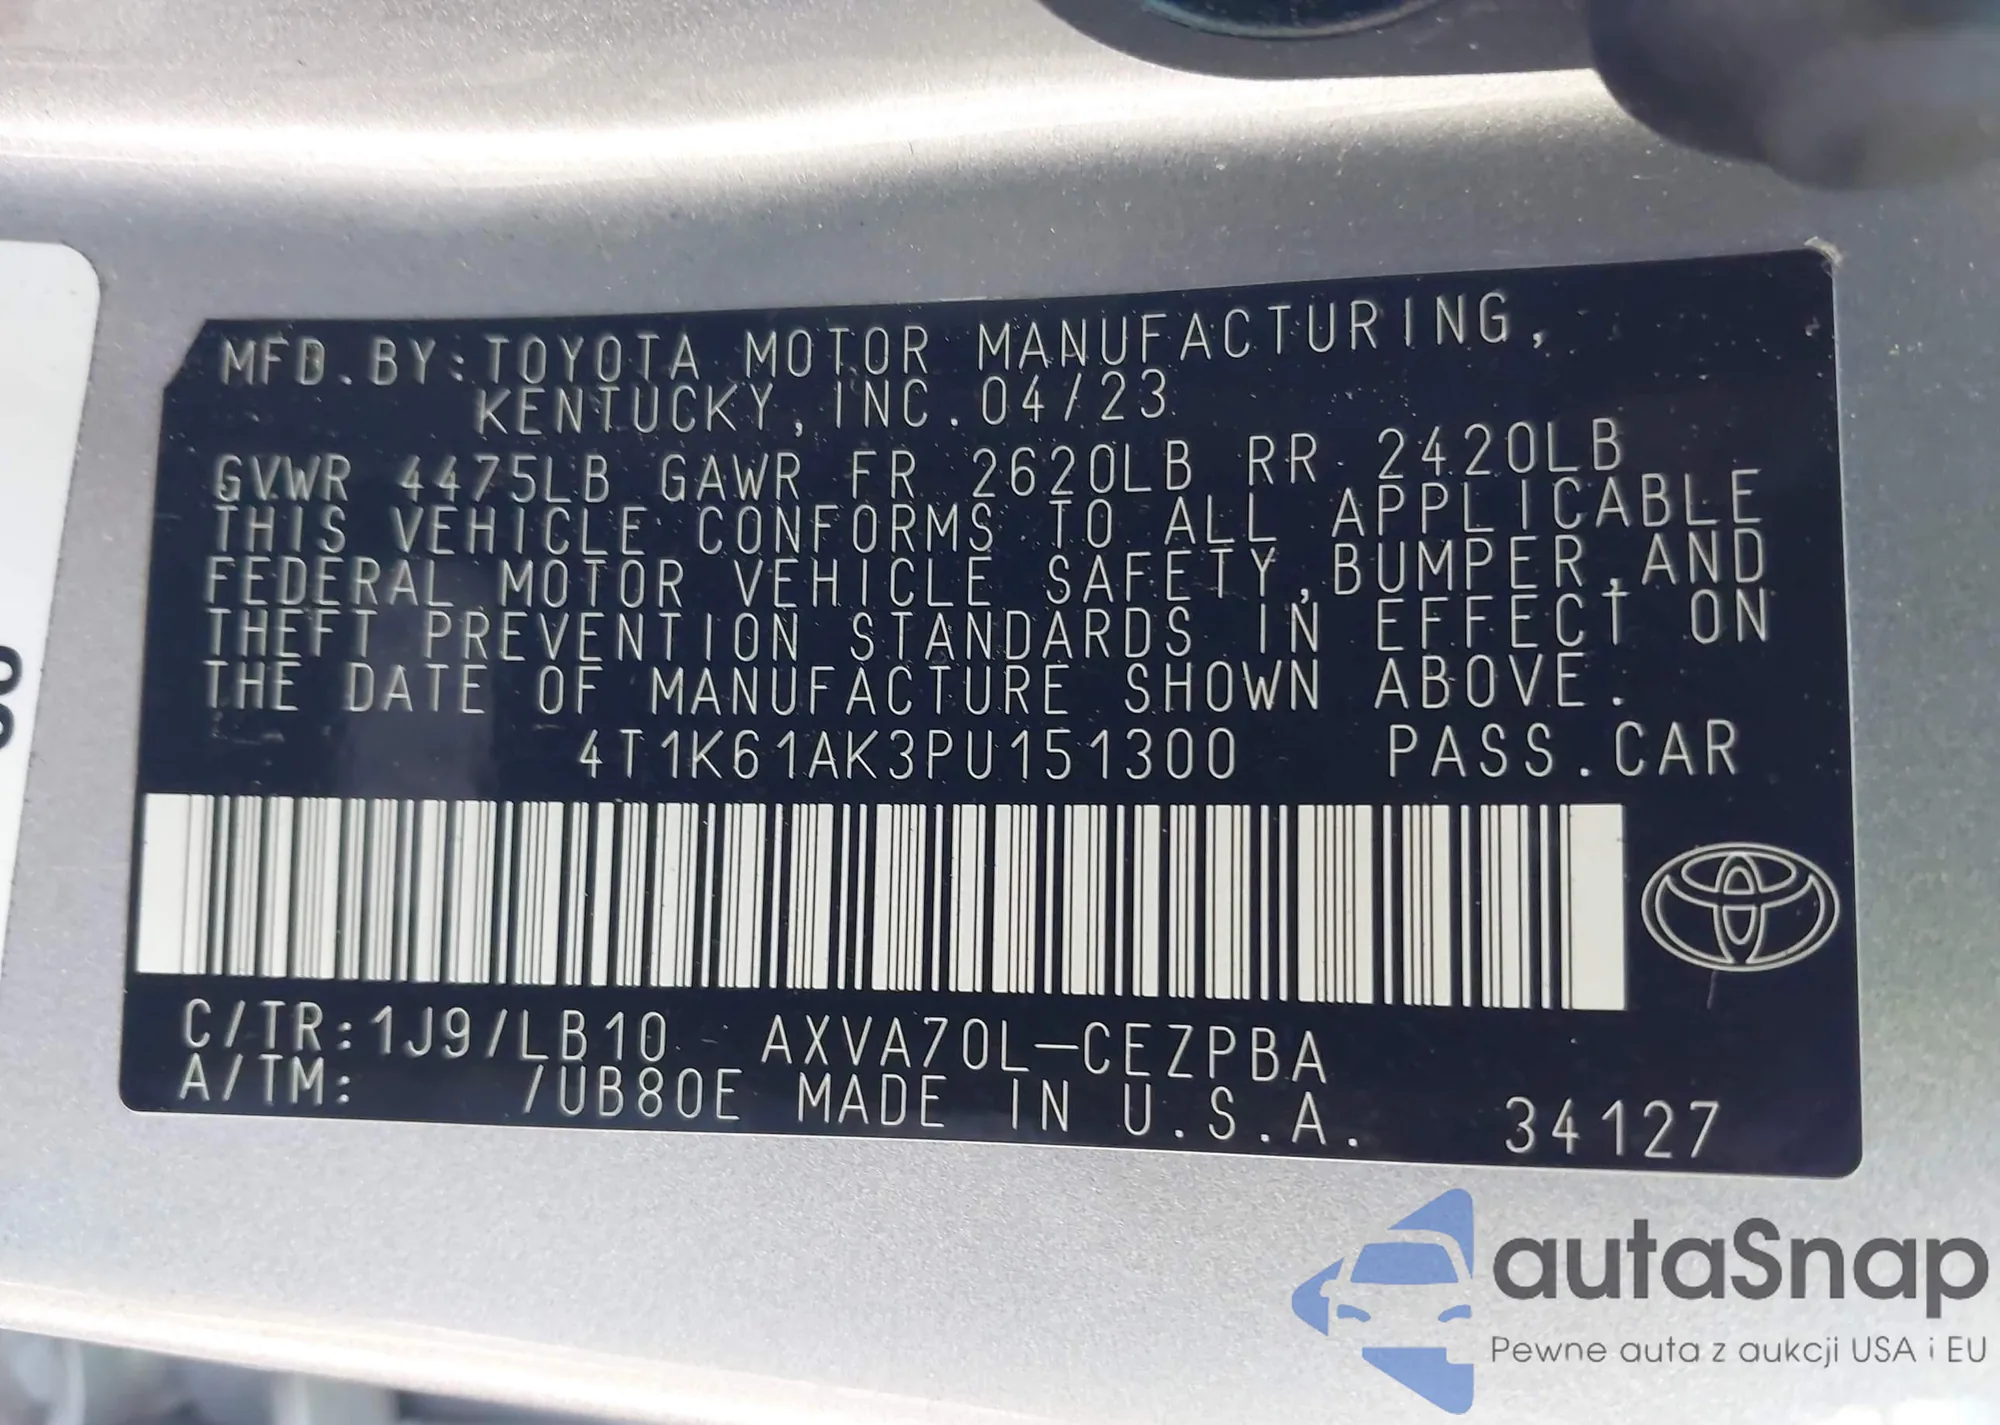 MFD.BY:TOYOTA MOTOR MANUFACTURING,
KENTUCKY,INC.04/23
GVWR 4475LB GAWR FR 2620LB RR 2420LB
THIS VEHICLE CONFORMS TO ALL APPLICABLE
FEDERAL MOTOR VEHICLE SAFETY,BUMPER,AND
THEFT PREVENTION STANDARDS IN EFFECT ON
THE DATE OF MANUFACTURE SHOWN ABOVE.
4T1K61AK3PU151300 PASS.CAR
C/TR:1J9/LB10 AXVA70L-CEZPBA
A/TM: /UB80E MADE IN U.S.A. 34127
autaSnap
Pewne auta z aukcji USA i EU